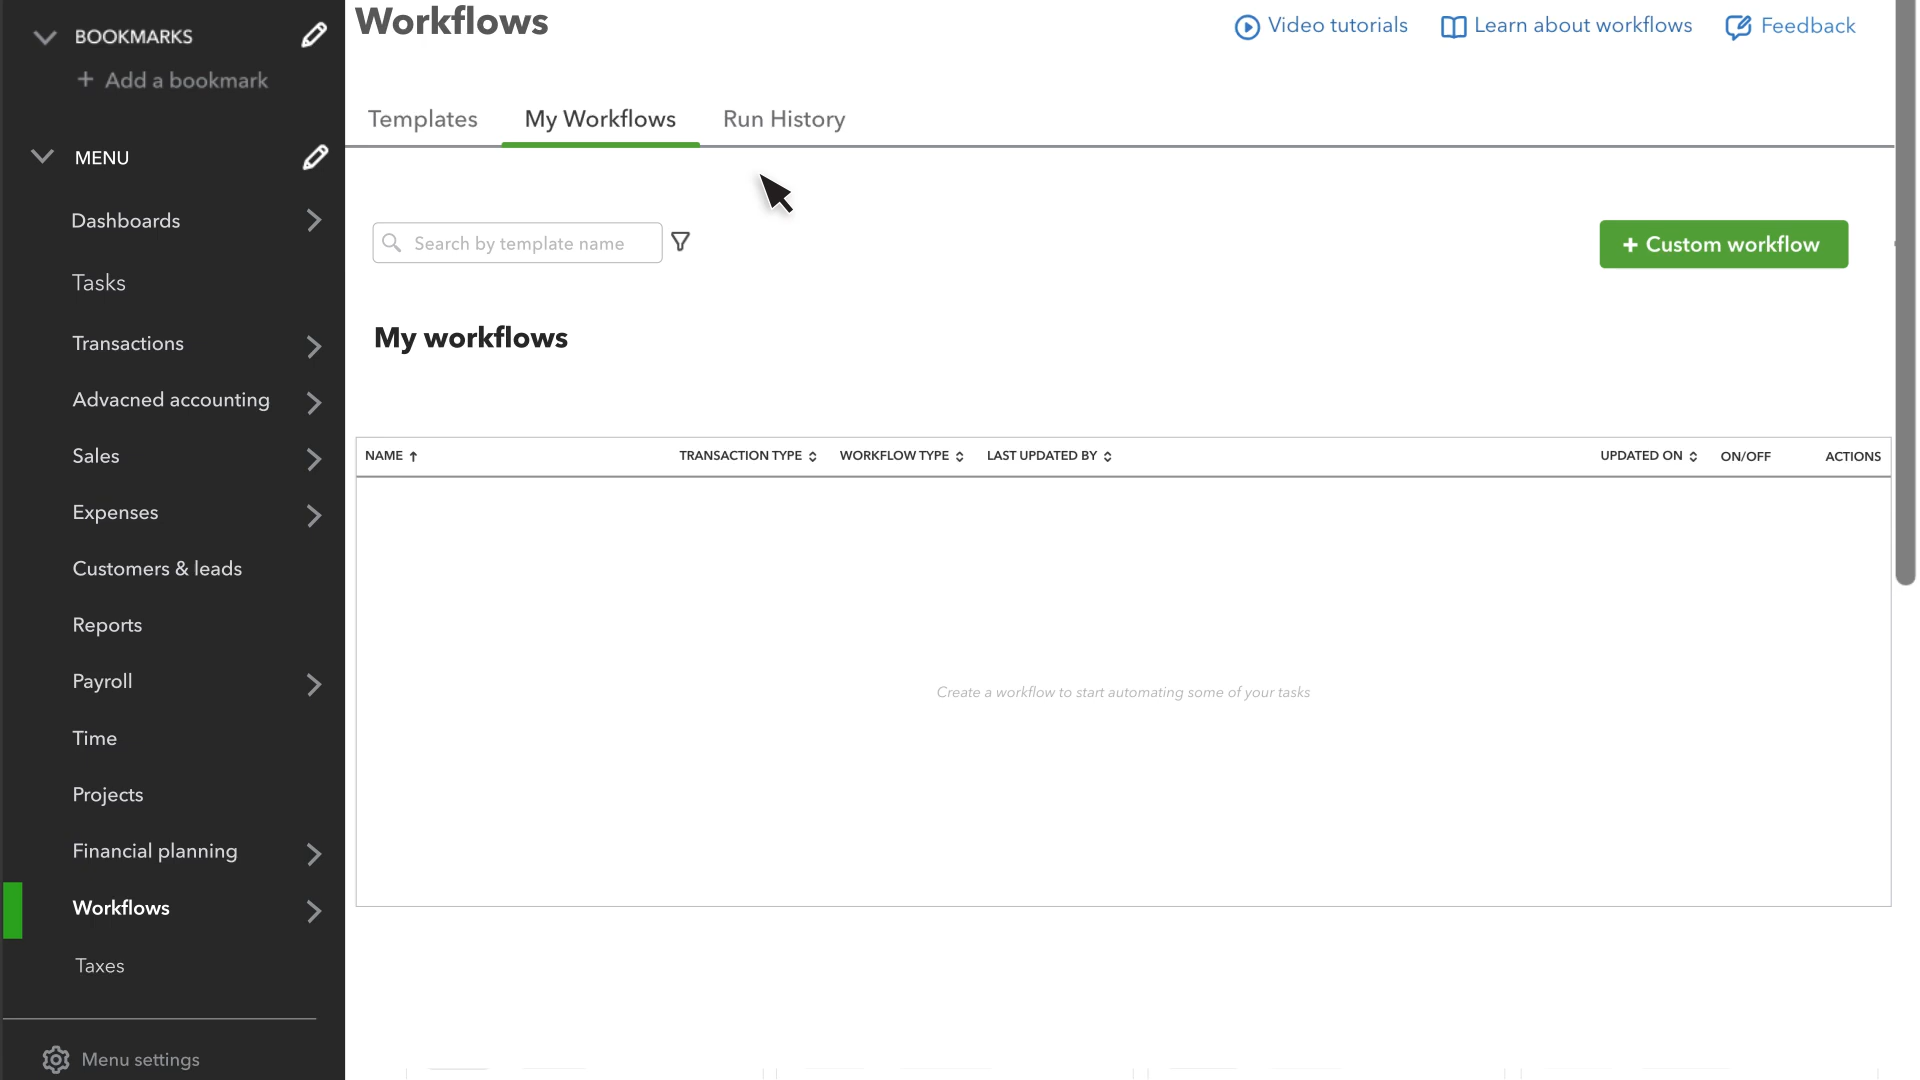 BOOKMARKS
+ Add a bookmark
MENU
Dashboards
Tasks
Transactions
Advacned accounting
Sales
Expenses
Customers & leads
Reports
Payroll
Time
Projects
Financial planning
Workflows
Taxes
Menu settings
Workflows
Video tutorials
Learn about workflows
Feedback
Templates
My Workflows
Run History
Search by template name
+ Custom workflow
My workflows
NAME TRANSACTION TYPE WORKFLOW TYPE LAST UPDATED BY UPDATED ON ON/OFF ACTIONS
Create a workflow to start automating some of your tasks